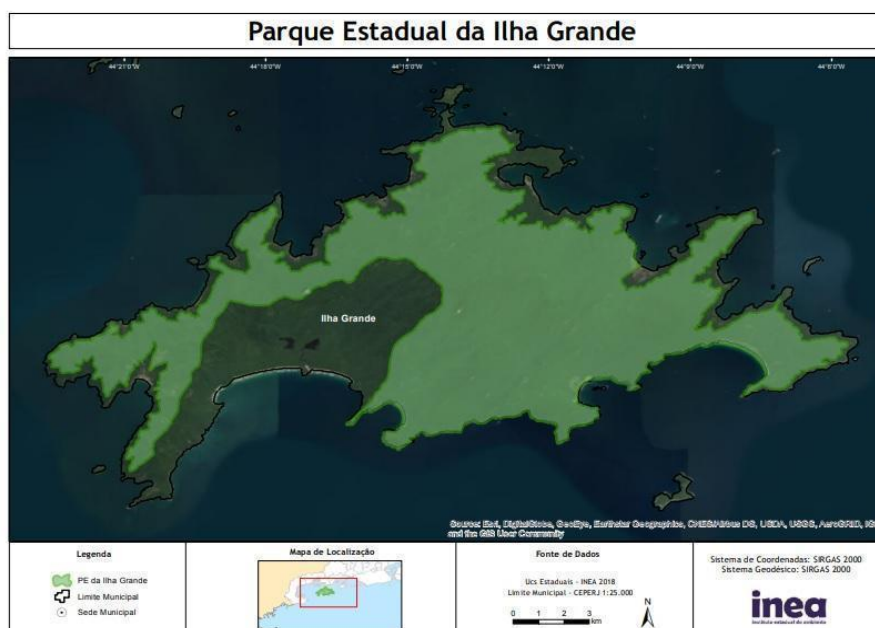 Parque Estadual da Ilha Grande
44°21'0"W
44°18'0"W
44°15'0"W
44°12'0"W
44°9'0"W
44°6'0"W
Ilha Grande
Source: Esri, DigitalGlobe, GeoEye, Earthstar Geographics, CNES/Airbus DS, USDA, USGS, AeroGRID, IGN,
and the GIS User Community
Legenda
PE da Ilha Grande
Limite Municipal
Sede Municipal
Mapa de Localização
Fonte de Dados
Ucs Estaduais - INEA 2018
Limite Municipal - CEPERJ 1:25.000
0 1 2 3
km
N
Sistema de Coordenadas: SIRGAS 2000
Sistema Geodésico: SIRGAS 2000
inea
instituto estadual do ambiente